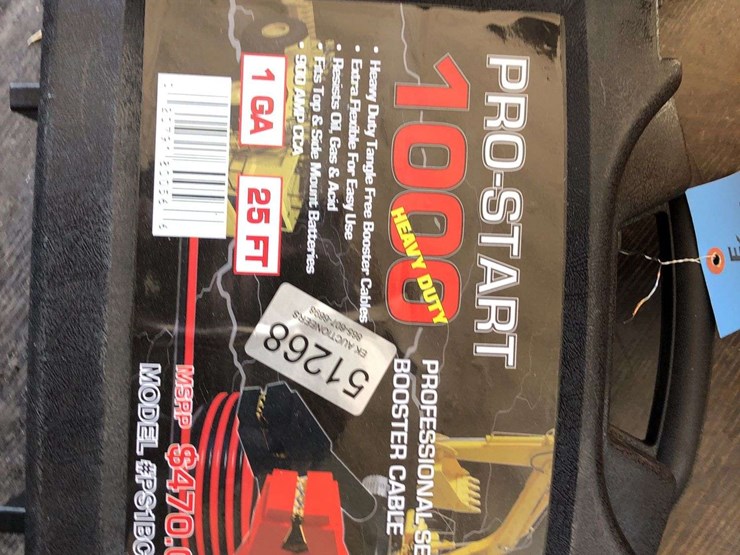 PRO-START
1000
HEAVY DUTY
PROFESSIONAL SE
BOOSTER CABLE
• Heavy Duty Tangle Free Booster Cables
• Extra Flexible For Easy Use
• Resists Oil, Gas & Acid
• Fits Top & Side Mount Batteries
• 900 AMP CCA
1 GA
25 FT
51268
EK AUCTIONEERS
MSRP $470.0
MODEL #PS1BC